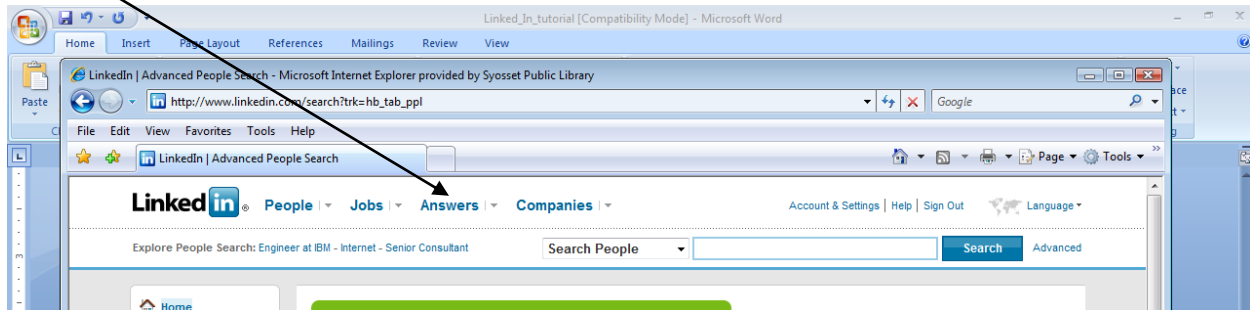 Linked_In_tutorial [Compatibility Mode] - Microsoft Word
Home Insert Page Layout References Mailings Review View
LinkedIn | Advanced People Search - Microsoft Internet Explorer provided by Syosset Public Library
Paste
http://www.linkedin.com/search?trk=hb_tab_ppl
Google
File Edit View Favorites Tools Help
LinkedIn | Advanced People Search
Page Tools
Linked in ® People Jobs Answers Companies
Account & Settings | Help | Sign Out Language
Explore People Search: Engineer at IBM - Internet - Senior Consultant
Search People
Search Advanced
Home